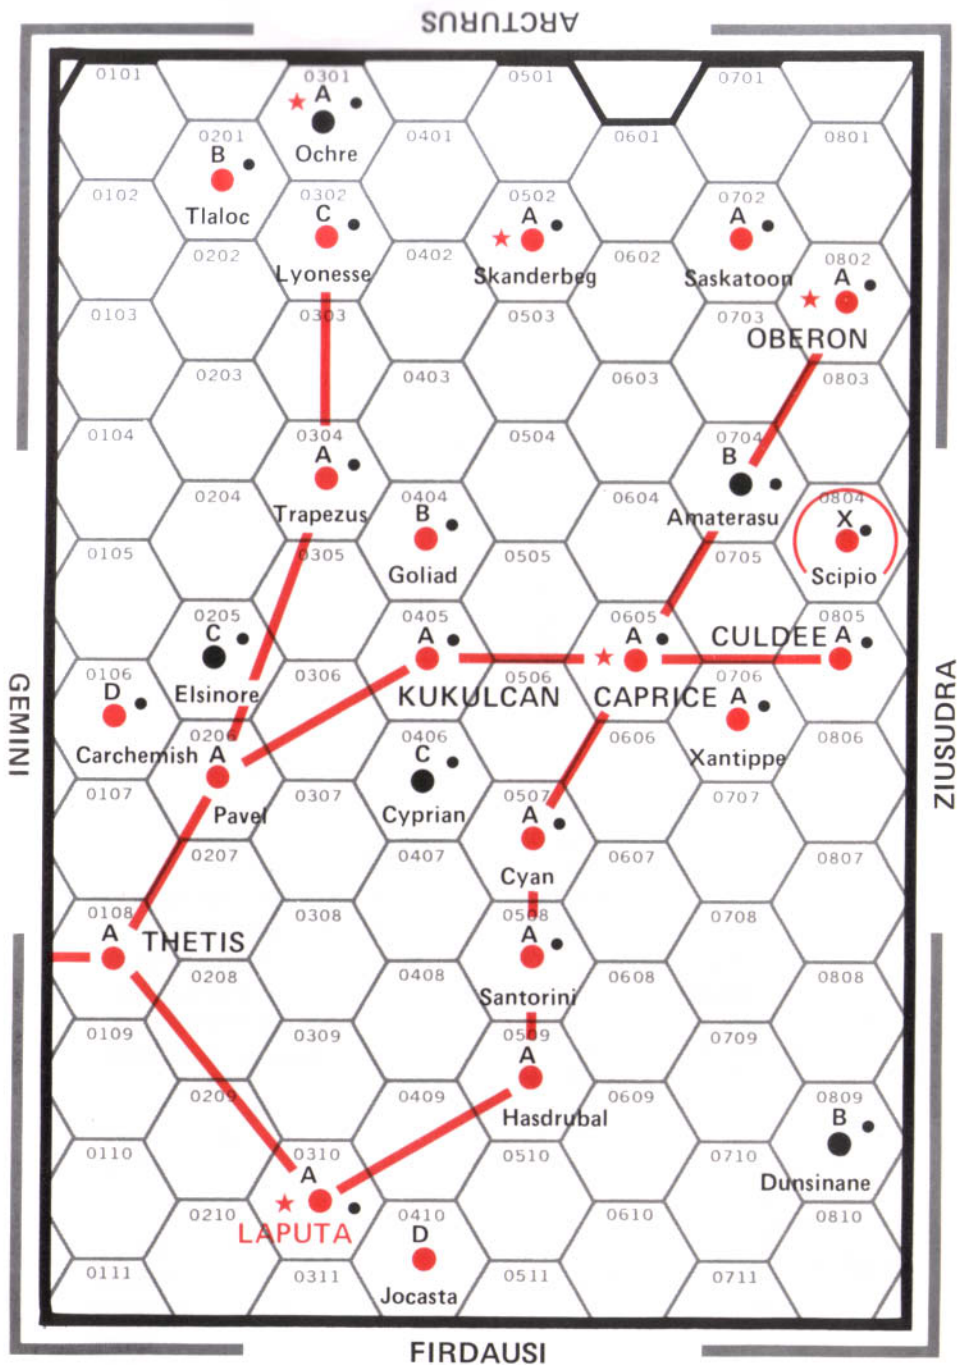 ARCTURUS
0101
0301
0501
0701
A
Ochre
0201
B
Tlaloc
0401
0601
0801
0102
0302
C
Lyonesse
0502
A
Skanderbeg
0702
A
Saskatoon
0202
0402
0602
0802
A
OBERON
0103
0303
0503
0703
0203
0403
0603
0803
0104
0304
A
Trapezus
0504
0704
B
Amaterasu
0204
0404
B
Goliad
0604
0804
X
Scipio
0105
0305
0505
0705
0205
C
Elsinore
0405
A
KUKULCAN
0605
A
CAPRICE
0805
CULDEE A
0106
D
Carchemish
0306
0506
0706
A
Xantippe
0206
A
Pavel
0406
C
Cyprian
0606
0806
GEMINI
ZIUSUDRA
0107
0307
0507
A
Cyan
0707
0207
0407
0607
0807
0108
A
THETIS
0308
0508
A
Santorini
0708
0208
0408
0608
0808
0109
0309
0509
A
Hasdrubal
0709
0209
0409
0609
0809
B
Dunsinane
0110
0310
A
LAPUTA
0510
0710
0210
0410
D
Jocasta
0610
0810
0111
0311
0511
0711
FIRDAUSI